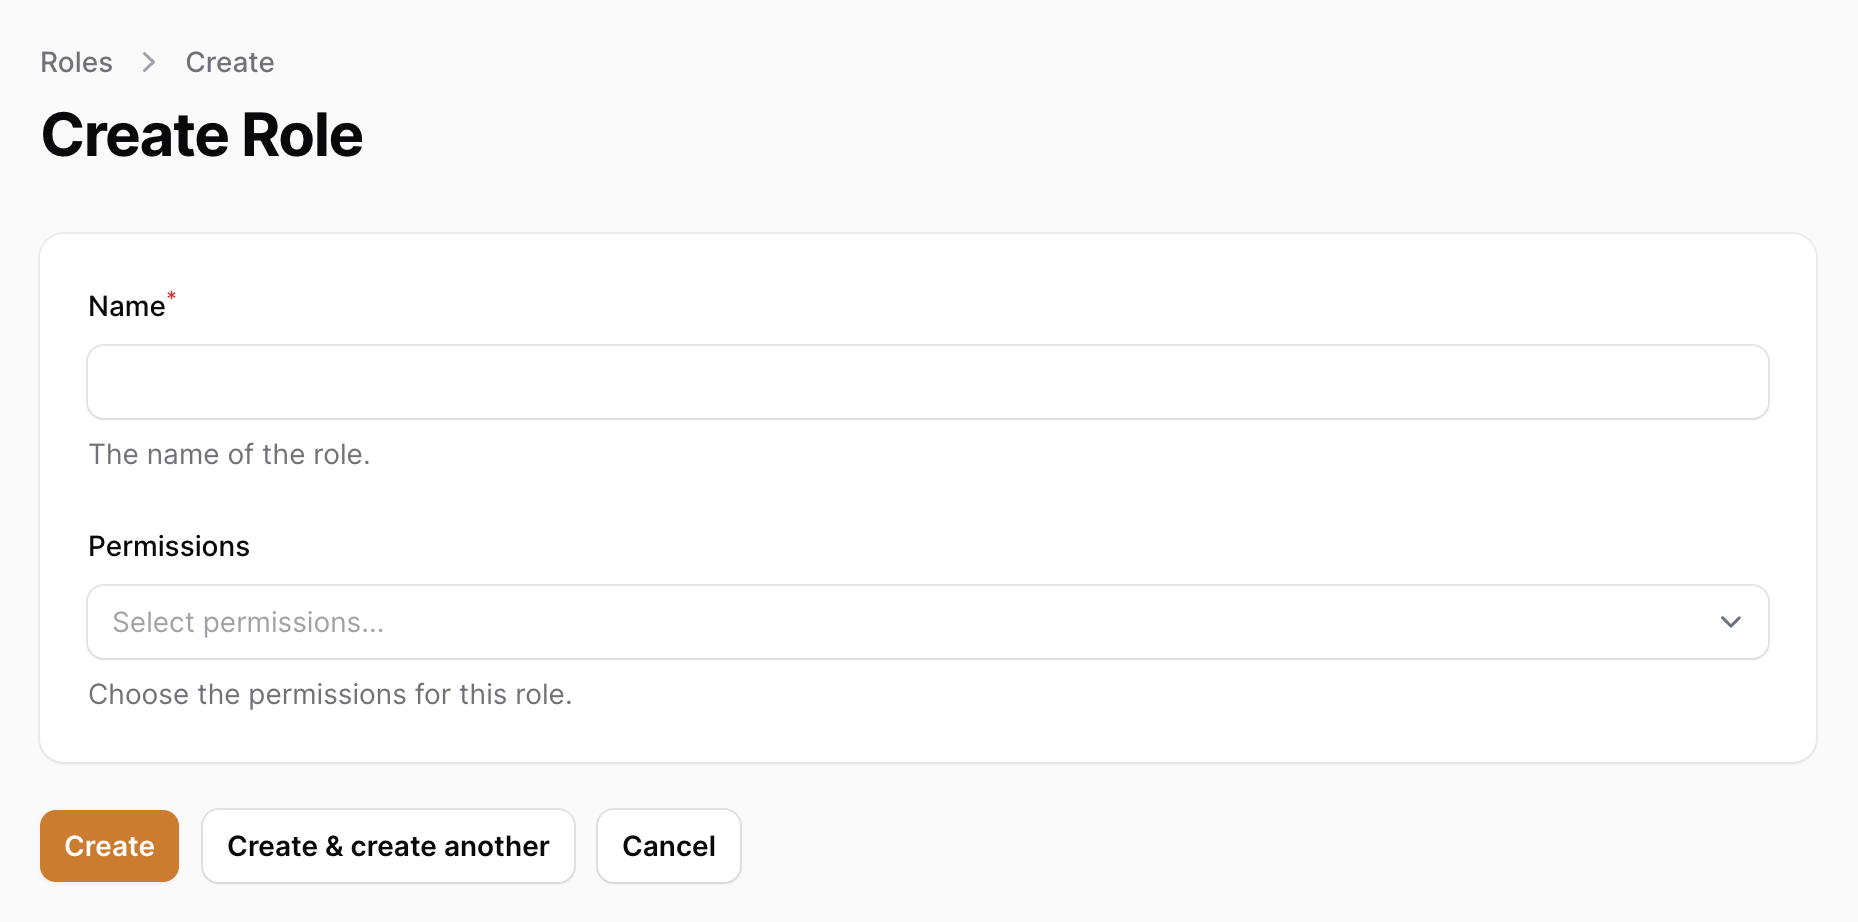 Roles > Create
Create Role
Name*
The name of the role.
Permissions
Select permissions...
Choose the permissions for this role.
Create Create & create another Cancel